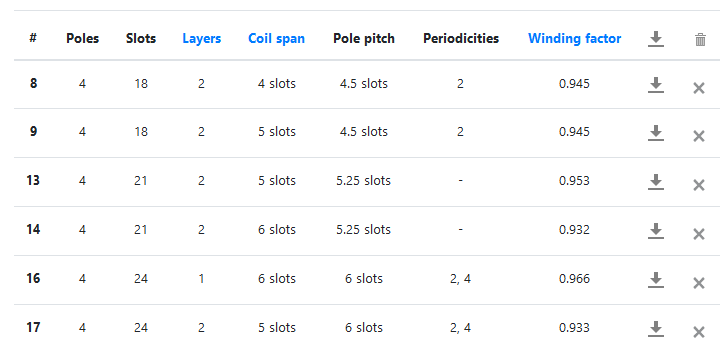 # Poles Slots Layers Coil span Pole pitch Periodicities Winding factor
8 4 18 2 4 slots 4.5 slots 2 0.945
9 4 18 2 5 slots 4.5 slots 2 0.945
13 4 21 2 5 slots 5.25 slots - 0.953
14 4 21 2 6 slots 5.25 slots - 0.932
16 4 24 1 6 slots 6 slots 2, 4 0.966
17 4 24 2 5 slots 6 slots 2, 4 0.933